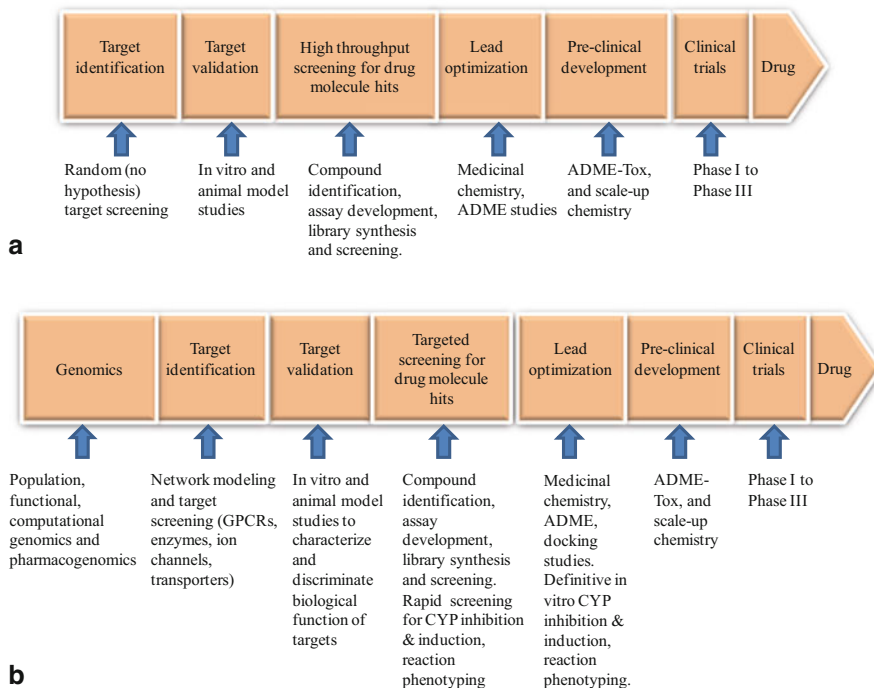 Target
identification
Target
validation
High throughput
screening for drug
molecule hits
Lead
optimization
Pre-clinical
development
Clinical
trials
Drug
Random (no
hypothesis)
target screening
In vitro and
animal model
studies
Compound
identification,
assay development,
library synthesis
and screening.
Medicinal
chemistry,
ADME studies
ADME-Tox,
and scale-up
chemistry
Phase I to
Phase III
a
Genomics
Target
identification
Target
validation
Targeted
screening for
drug molecule
hits
Lead
optimization
Pre-clinical
development
Clinical
trials
Drug
Population,
functional,
computational
genomics and
pharmacogenomics
Network modeling
and target
screening (GPCRs,
enzymes, ion
channels,
transporters)
In vitro and
animal model
studies to
characterize
and
discriminate
biological
function of
targets
Compound
identification,
assay
development,
library synthesis
and screening.
Rapid screening
for CYP inhibition
& induction,
reaction
phenotyping
Medicinal
chemistry,
ADME,
docking
studies.
Definitive in
vitro CYP
inhibition &
induction,
reaction
phenotyping.
ADME-
Tox, and
scale-up
chemistry
Phase I to
Phase III
b